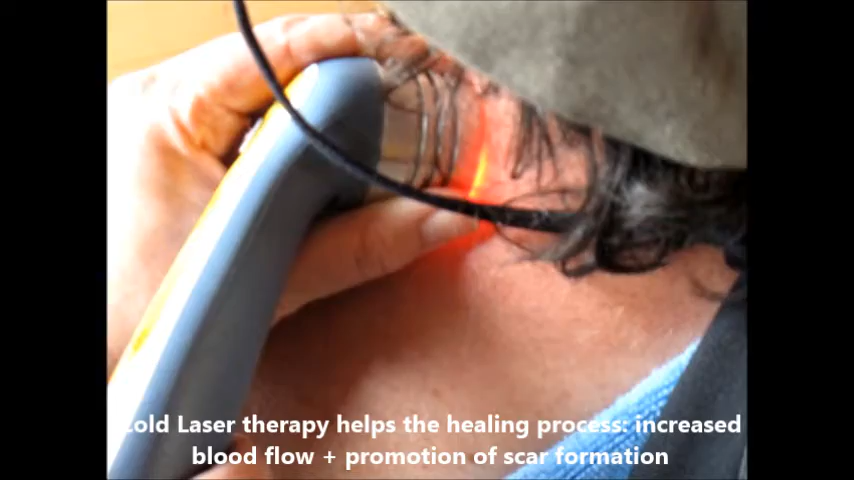 Cold Laser therapy helps the healing process: increased
blood flow + promotion of scar formation